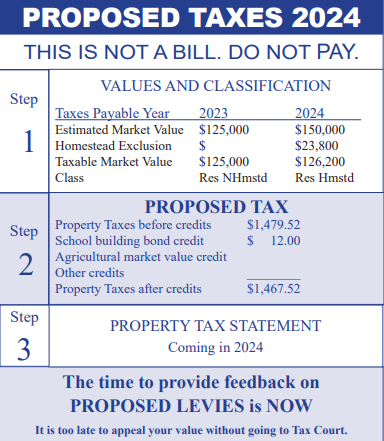 PROPOSED TAXES 2024
THIS IS NOT A BILL. DO NOT PAY.
VALUES AND CLASSIFICATION
Step
1
Taxes Payable Year 2023 2024
Estimated Market Value $125,000 $150,000
Homestead Exclusion $ $23,800
Taxable Market Value $125,000 $126,200
Class Res NHmstd Res Hmstd
PROPOSED TAX
Step
2
Property Taxes before credits $1,479.52
School building bond credit $ 12.00
Agricultural market value credit
Other credits
Property Taxes after credits $1,467.52
Step
3
PROPERTY TAX STATEMENT
Coming in 2024
The time to provide feedback on
PROPOSED LEVIES is NOW
It is too late to appeal your value without going to Tax Court.